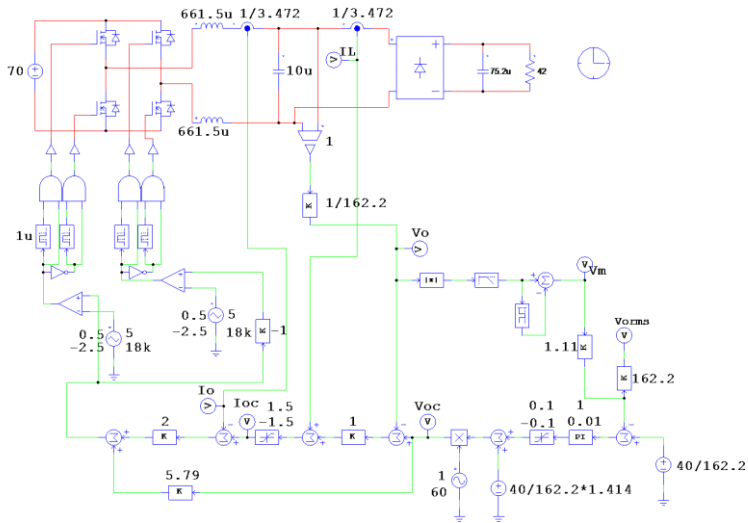 661.5u 1/3.472 1/3.472
IL
70 10u 75.2u 42
661.5u
1
1u K 1/162.2
Vo
V
|x| Vm
V
0.5 5 K -1
-2.5 18k
0.5 5
-2.5 18k
1.11 K
Vorms
V
K 162.2
Io
V
Ioc
V
1.5
-1.5
Voc
V
0.1
-0.1
1
0.01
2
K
1
K
PI
5.79
K
1
60
40/162.2*1.414
40/162.2